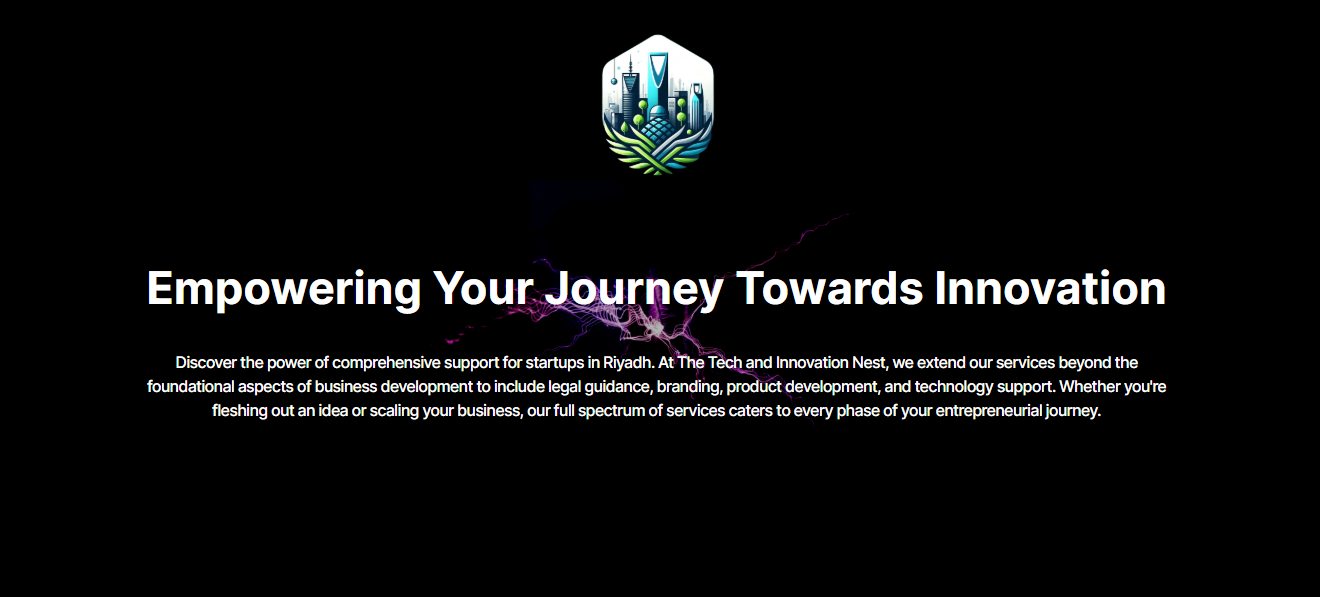 Empowering Your Journey Towards Innovation
Discover the power of comprehensive support for startups in Riyadh. At The Tech and Innovation Nest, we extend our services beyond the
foundational aspects of business development to include legal guidance, branding, product development, and technology support. Whether you're
fleshing out an idea or scaling your business, our full spectrum of services caters to every phase of your entrepreneurial journey.